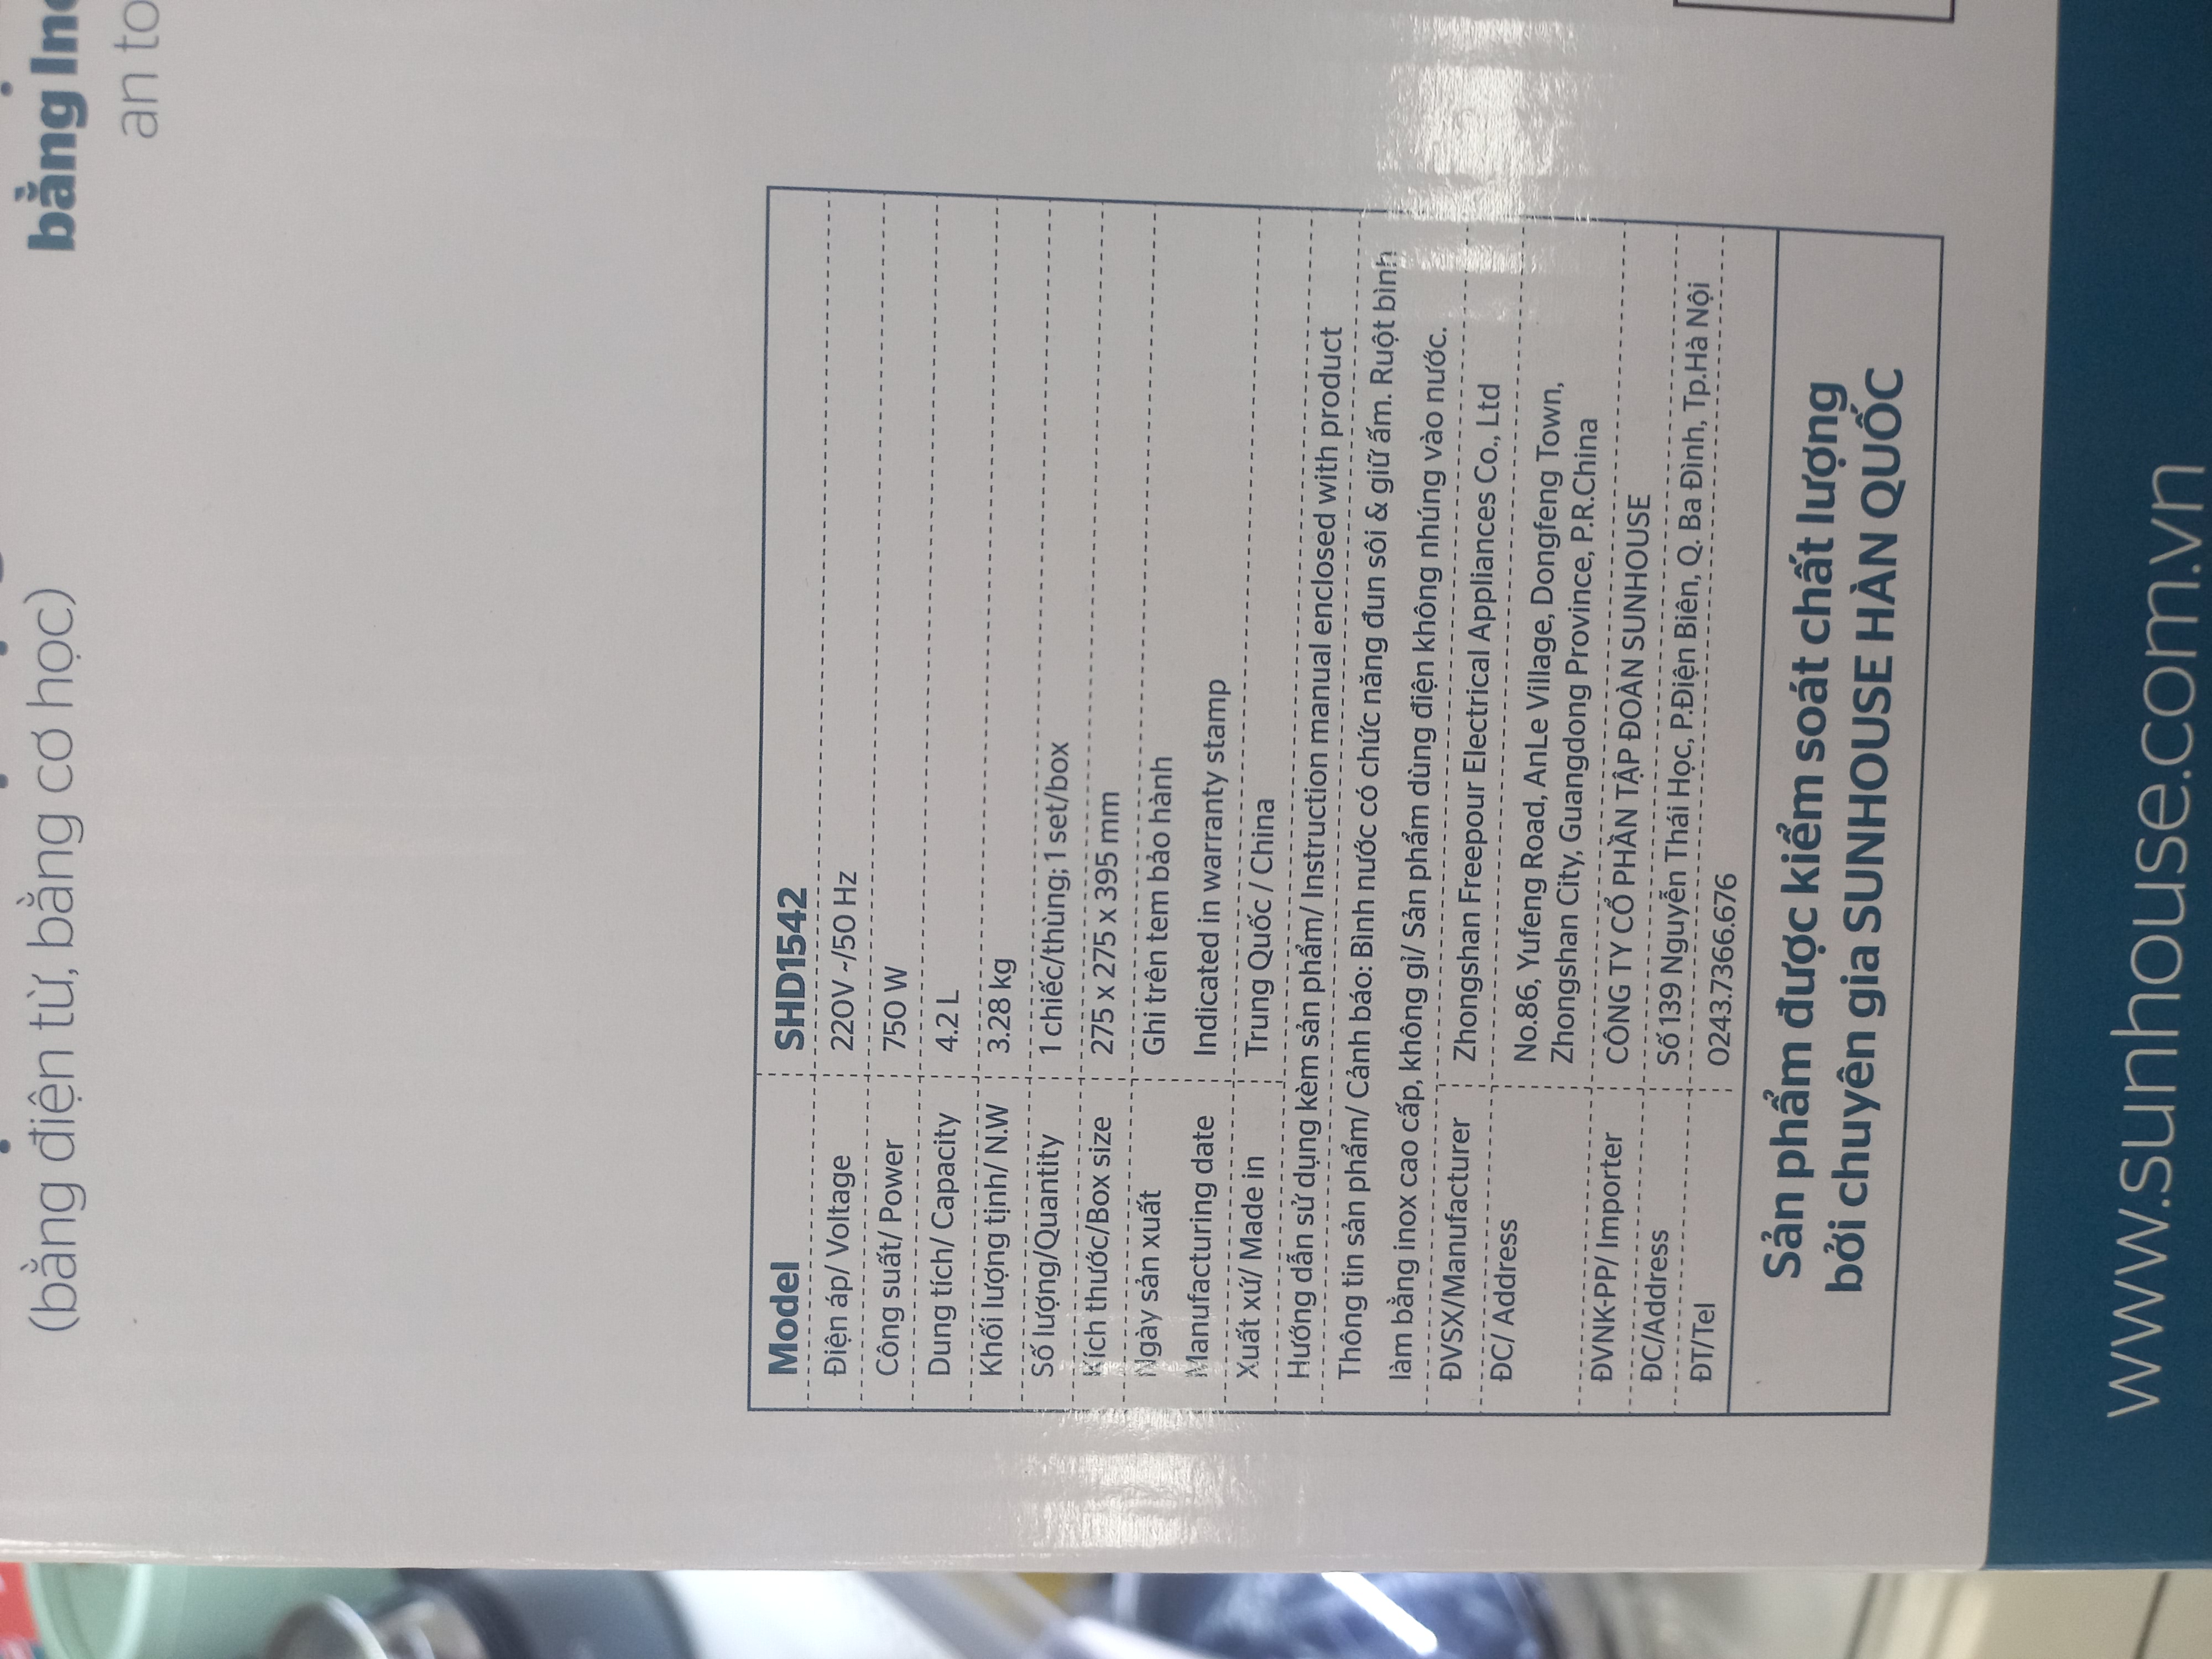 (bằng điện từ, bằng cơ học)
bằng
an
Model SHD1542
Điện áp/ Voltage 220V ~/50 Hz
Công suất/ Power 750 W
Dung tích/ Capacity 4.2 L
Khối lượng tịnh/ N.W 3.28 kg
Số lượng/Quantity 1 chiếc/thùng; 1 set/box
Kích thước/Box size 275 x 275 x 395 mm
Ngày sản xuất Ghi trên tem bảo hành
Manufacturing date Indicated in warranty stamp
Xuất xứ/ Made in Trung Quốc / China
Hướng dẫn sử dụng kèm sản phẩm/ Instruction manual enclosed with product
Thông tin sản phẩm/ Cảnh báo: Bình nước có chức năng đun sôi & giữ ấm. Ruột bình
làm bằng inox cao cấp, không gỉ/ Sản phẩm dùng điện không nhúng vào nước.
ĐVSX/Manufacturer Zhongshan Freepour Electrical Appliances Co., Ltd
ĐC/ Address No.86, Yufeng Road, AnLe Village, Dongfeng Town,
Zhongshan City, Guangdong Province, P.R.China
ĐVNK-PP/ Importer CÔNG TY CỔ PHẦN TẬP ĐOÀN SUNHOUSE
ĐC/Address Số 139 Nguyễn Thái Học, P.Điện Biên, Q. Ba Đình, Tp.Hà Nội
ĐT/Tel 0243.7366.676
Sản phẩm được kiểm soát chất lượng
bởi chuyên gia SUNHOUSE HÀN QUỐC
www.sunhouse.com.vn